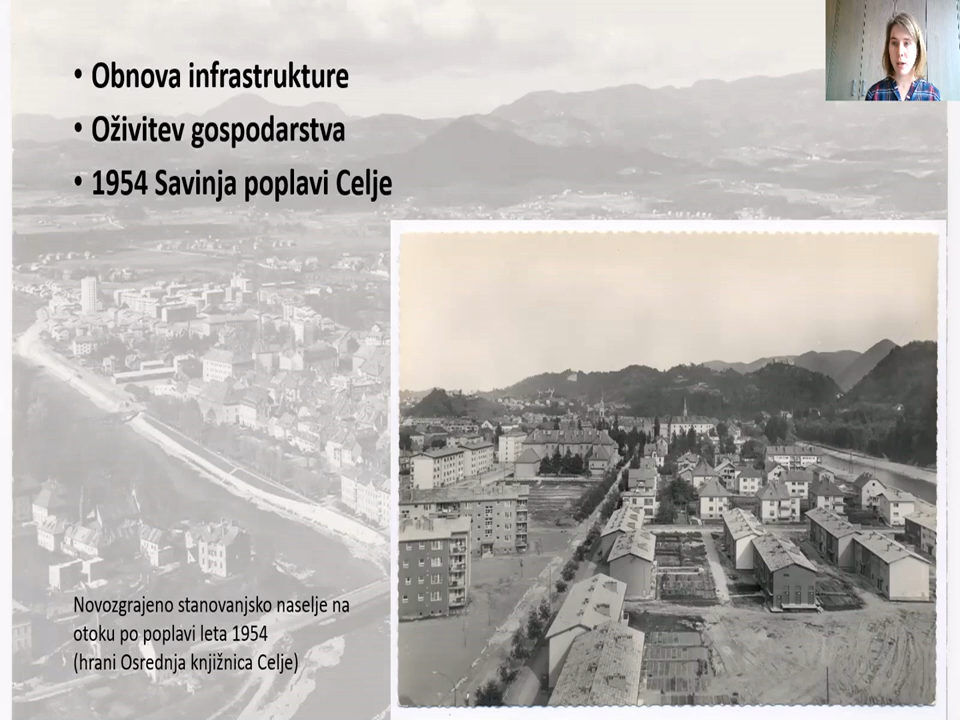 • Obnova infrastrukture
• Oživitev gospodarstva
• 1954 Savinja poplavi Celje
Novozgrajeno stanovanjsko naselje na
otoku po poplavi leta 1954
(hrani Osrednja knjižnica Celje)